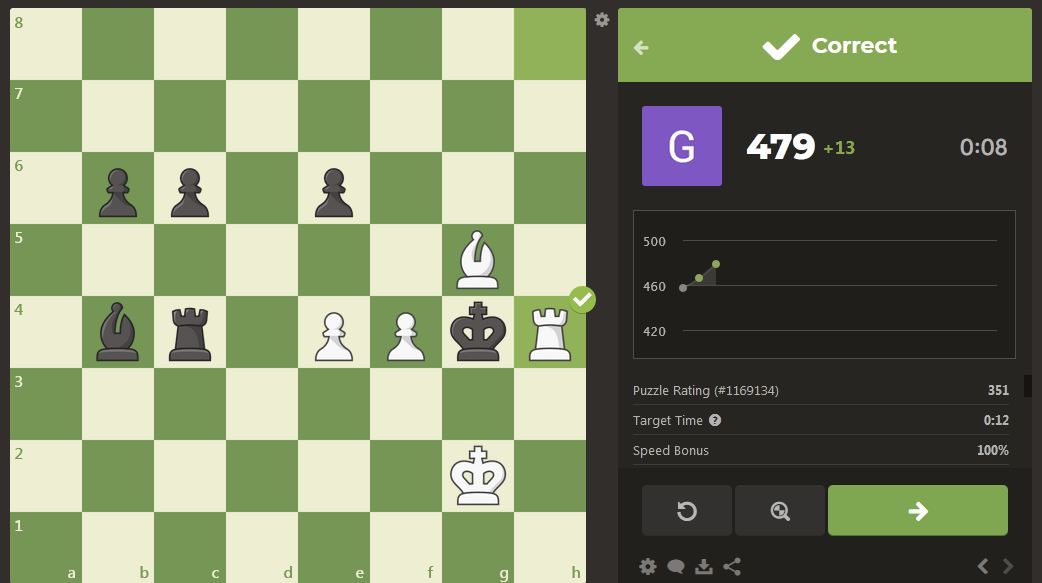 8
Correct
7
G 479 +13 0:08
6
5
500
460
4
420
3
Puzzle Rating (#1169134) 351
Target Time ? 0:12
2
Speed Bonus 100%
1
a b c d e f g h